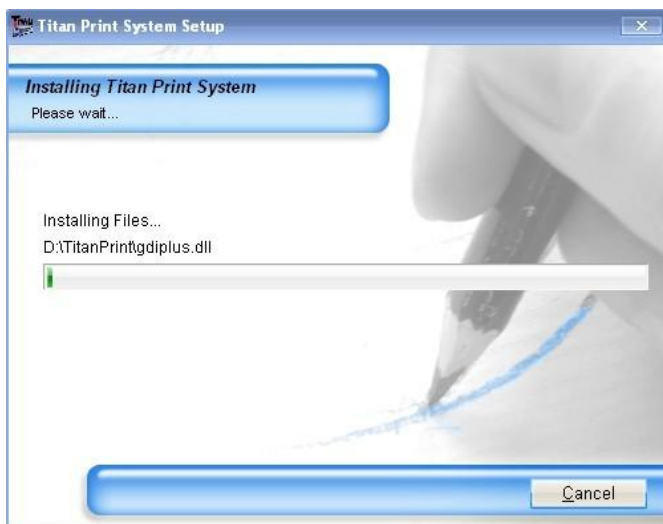 Titan Print System Setup
Installing Titan Print System
Please wait...
Installing Files...
D:\TitanPrint\gdiplus.dll
Cancel